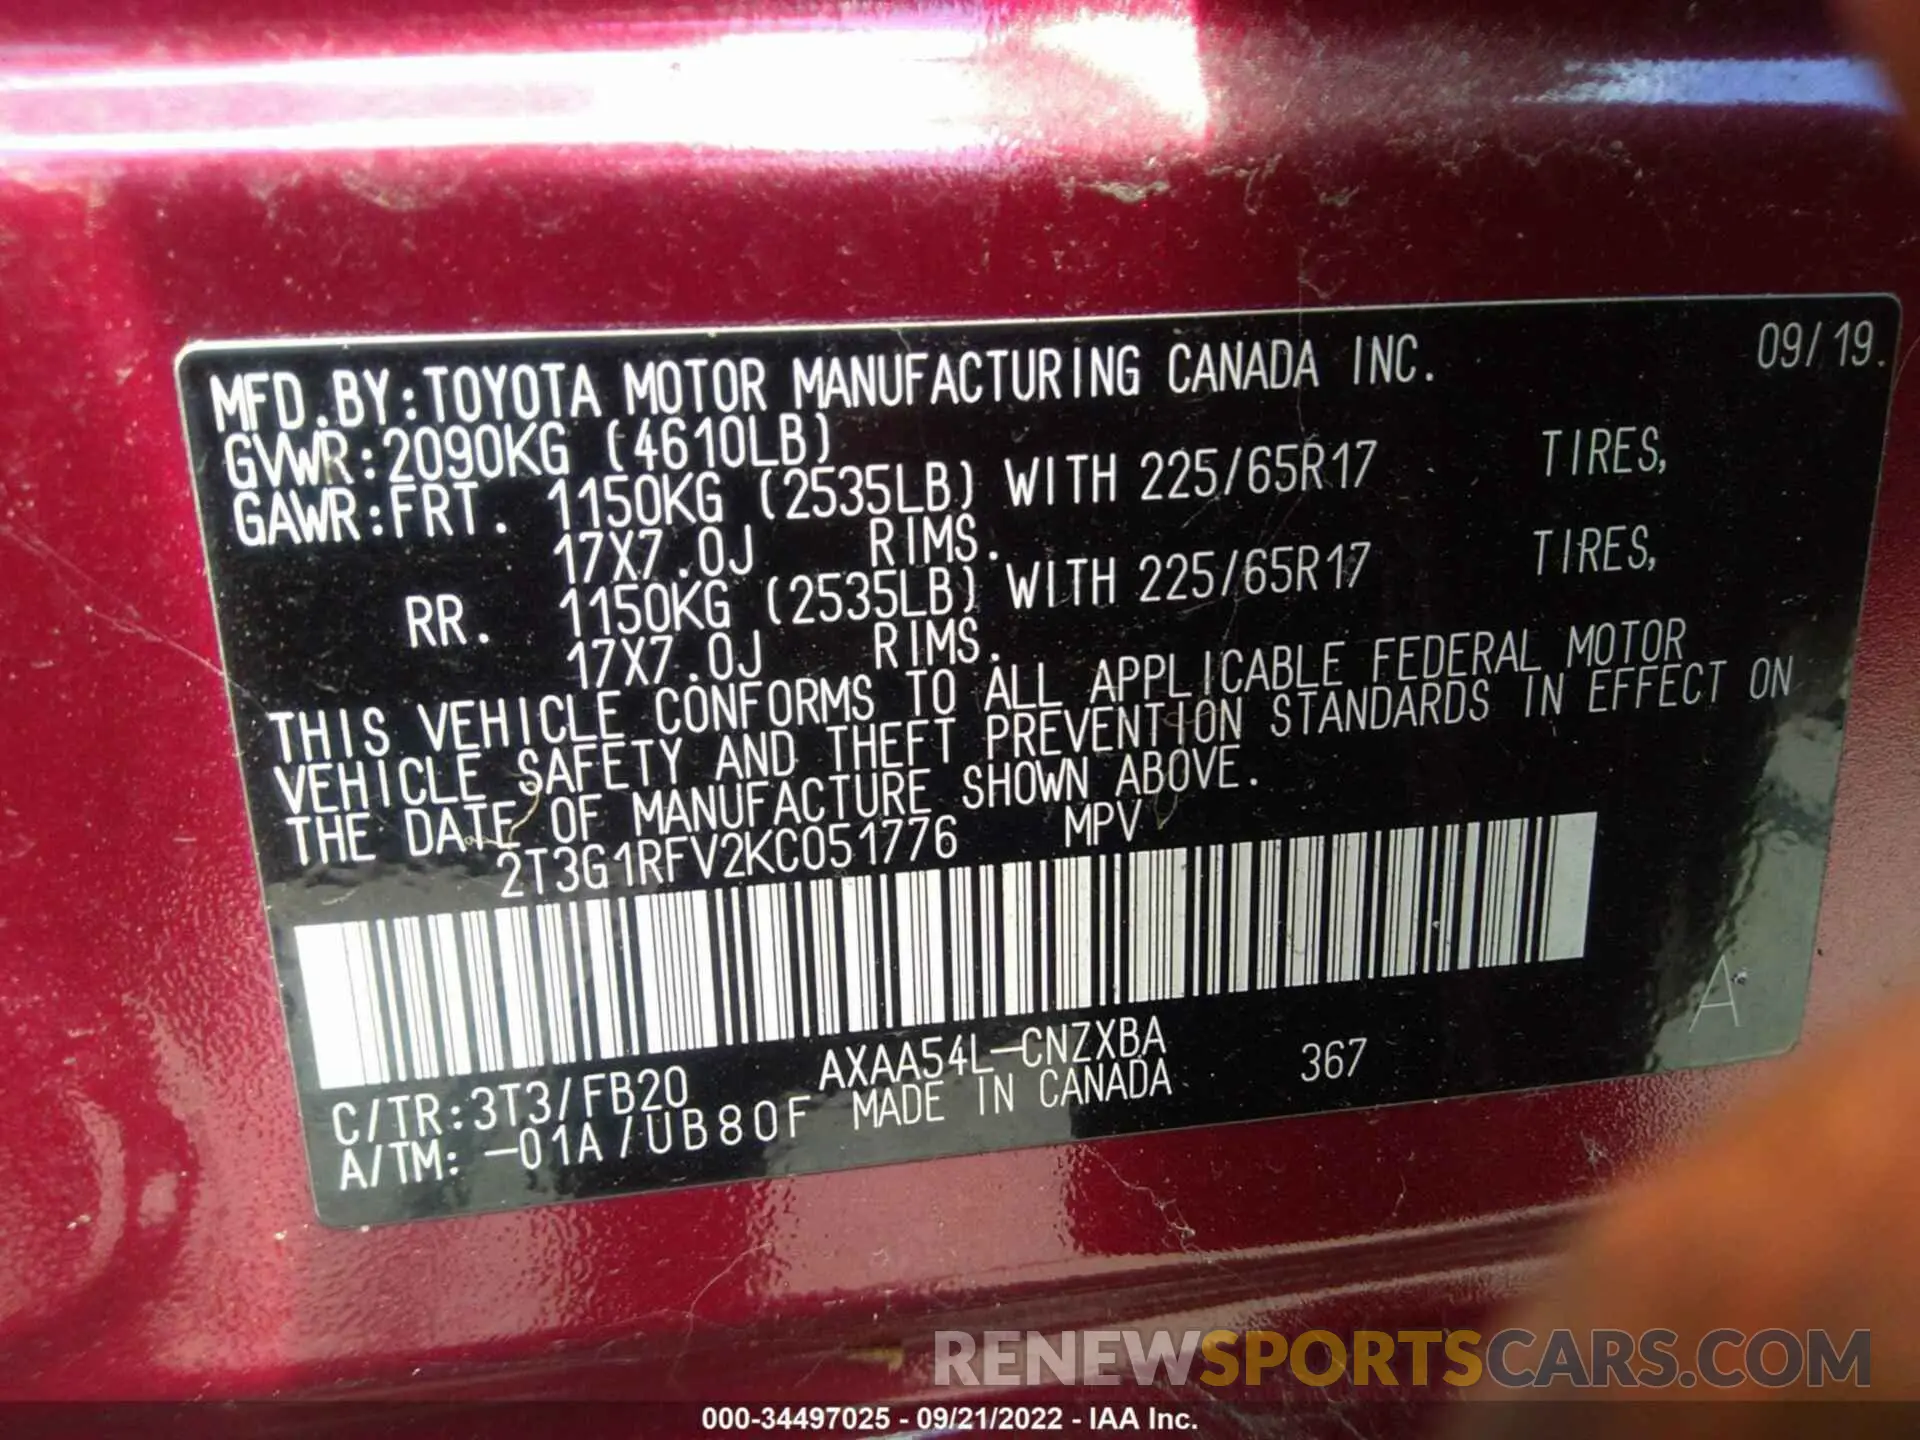 MFD.BY:TOYOTA MOTOR MANUFACTURING CANADA INC. 09/19.
GVWR:2090KG (4610LB)
GAWR:FRT. 1150KG (2535LB) WITH 225/65R17 TIRES,
17X7.0J RIMS.
RR. 1150KG (2535LB) WITH 225/65R17 TIRES,
17X7.0J RIMS.
THIS VEHICLE CONFORMS TO ALL APPLICABLE FEDERAL MOTOR
VEHICLE SAFETY AND THEFT PREVENTION STANDARDS IN EFFECT ON
THE DATE OF MANUFACTURE SHOWN ABOVE.
2T3G1RFV2KC051776 MPV
A
C/TR:3T3/FB20 AXAA54L-CNZXBA 367
A/TM: -01A/UB80F MADE IN CANADA
RENEWSPORTSCARS.COM
000-34497025 - 09/21/2022 - IAA Inc.